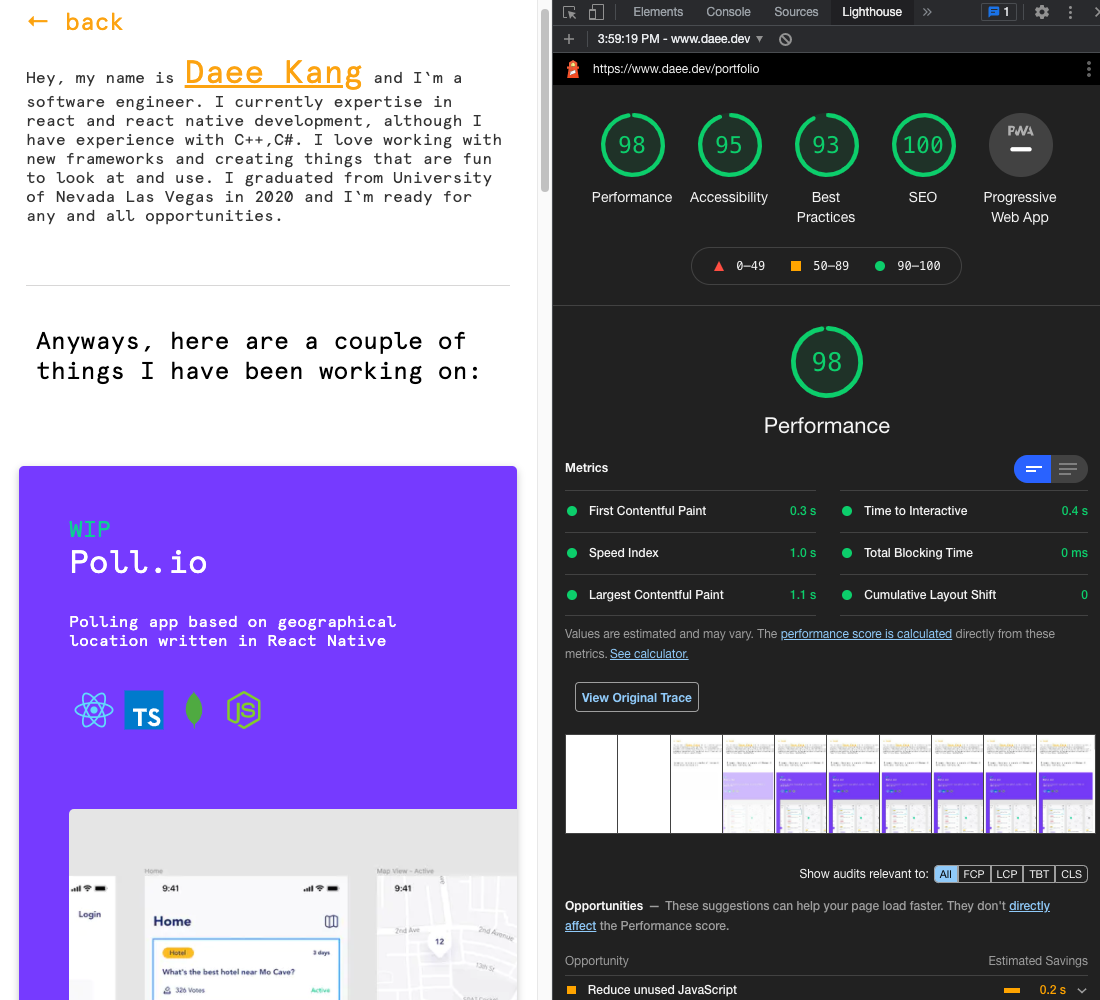 ← back
Hey, my name is Daee Kang and I`m a
software engineer. I currently expertise in
react and react native development, although I
have experience with C++,C#. I love working with
new frameworks and creating things that are fun
to look at and use. I graduated from University
of Nevada Las Vegas in 2020 and I`m ready for
any and all opportunities.
Anyways, here are a couple of
things I have been working on:
WIP
Poll.io
Polling app based on geographical
location written in React Native
TS
JS
Home
Map View - Active
9:41
9:41
Login
Home
2nd Ave
2nd Avenue
12
13th St
Hotel
3 days
What's the best hotel near Mo Cave?
326 Votes
Active
Elements
Console
Sources
Lighthouse
»
1
3:59:19 PM - www.daee.dev
https://www.daee.dev/portfolio
98
95
93
100
PWA
Performance
Accessibility
Best
Practices
SEO
Progressive
Web App
0–49
50–89
90–100
98
Performance
Metrics
First Contentful Paint
0.3 s
Time to Interactive
0.4 s
Speed Index
1.0 s
Total Blocking Time
0 ms
Largest Contentful Paint
1.1 s
Cumulative Layout Shift
0
Values are estimated and may vary. The performance score is calculated directly from these
metrics. See calculator.
View Original Trace
Show audits relevant to:
All
FCP
LCP
TBT
CLS
Opportunities — These suggestions can help your page load faster. They don't directly
affect the Performance score.
Opportunity
Estimated Savings
Reduce unused JavaScript
0.2 s